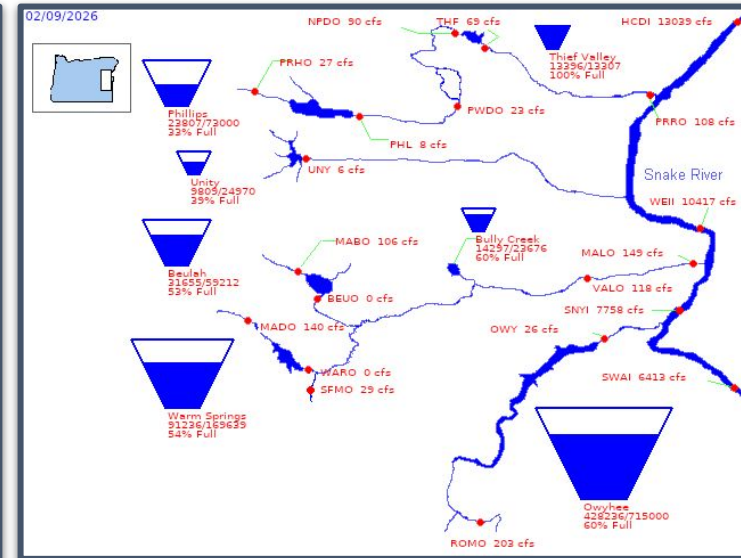 02/09/2026
NPDO 90 cfs
THF 69 cfs
HCDI 13039 cfs
Thief Valley
13396/13307
100% Full
PRHO 27 cfs
Phillips
23807/73000
33% Full
PWDO 23 cfs
PRRO 108 cfs
PHL 8 cfs
Unity
9809/24970
39% Full
UNY 6 cfs
Snake River
WEII 10417 cfs
Bully Creek
14297/23676
60% Full
MABO 106 cfs
MALO 149 cfs
Beulah
31655/59212
53% Full
BEUO 0 cfs
VALO 118 cfs
SNYI 7758 cfs
MADO 140 cfs
OWY 26 cfs
WARO 0 cfs
SFMO 29 cfs
SWAI 6413 cfs
Warm Springs
91236/169639
54% Full
Owyhee
428236/715000
60% Full
ROMO 203 cfs